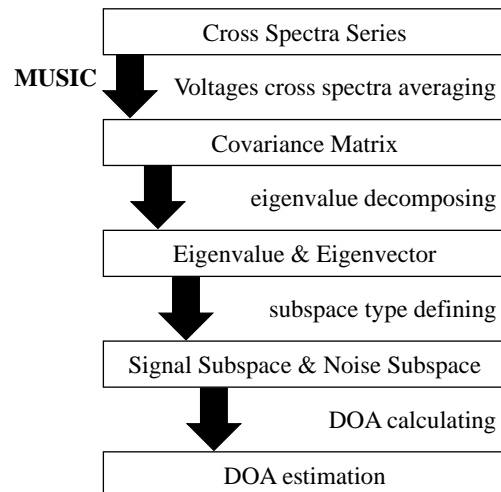 Cross Spectra Series
MUSIC
Voltages cross spectra averaging
Covariance Matrix
eigenvalue decomposing
Eigenvalue & Eigenvector
subspace type defining
Signal Subspace & Noise Subspace
DOA calculating
DOA estimation